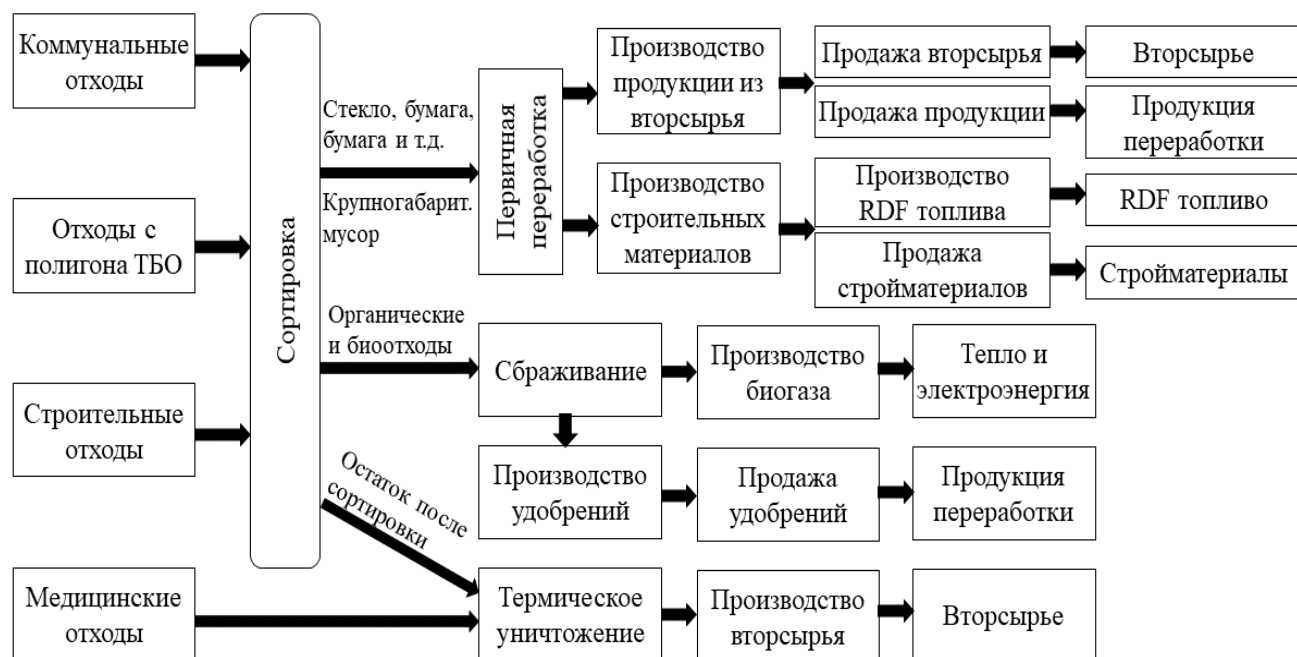 Коммунальные
отходы
Отходы с
полигона ТБО
Строительные
отходы
Медицинские
отходы
Сортировка
Стекло, бумага,
бумага и т.д.
Крупногабарит.
мусор
Органические
и биоотходы
Остаток после
сортировки
Первичная
переработка
Производство
продукции из
вторсырья
Производство
строительных
материалов
Продажа вторсырья
Продажа продукции
Производство
RDF топлива
Продажа
стройматериалов
Вторсырье
Продукция
переработки
RDF топливо
Стройматериалы
Сбраживание
Производство
биогаза
Тепло и
электроэнергия
Производство
удобрений
Продажа
удобрений
Продукция
переработки
Термическое
уничтожение
Производство
вторсырья
Вторсырье